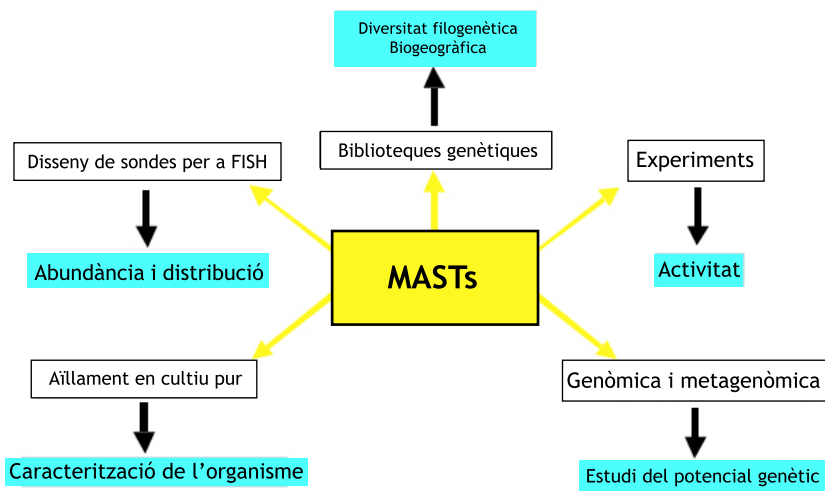 Diversitat filogenètica
Biogeogràfica
Biblioteques genètiques
Disseny de sondes per a FISH
Experiments
Abundància i distribució
MASTs
Activitat
Aïllament en cultiu pur
Genòmica i metagenòmica
Caracterització de l'organisme
Estudi del potencial genètic